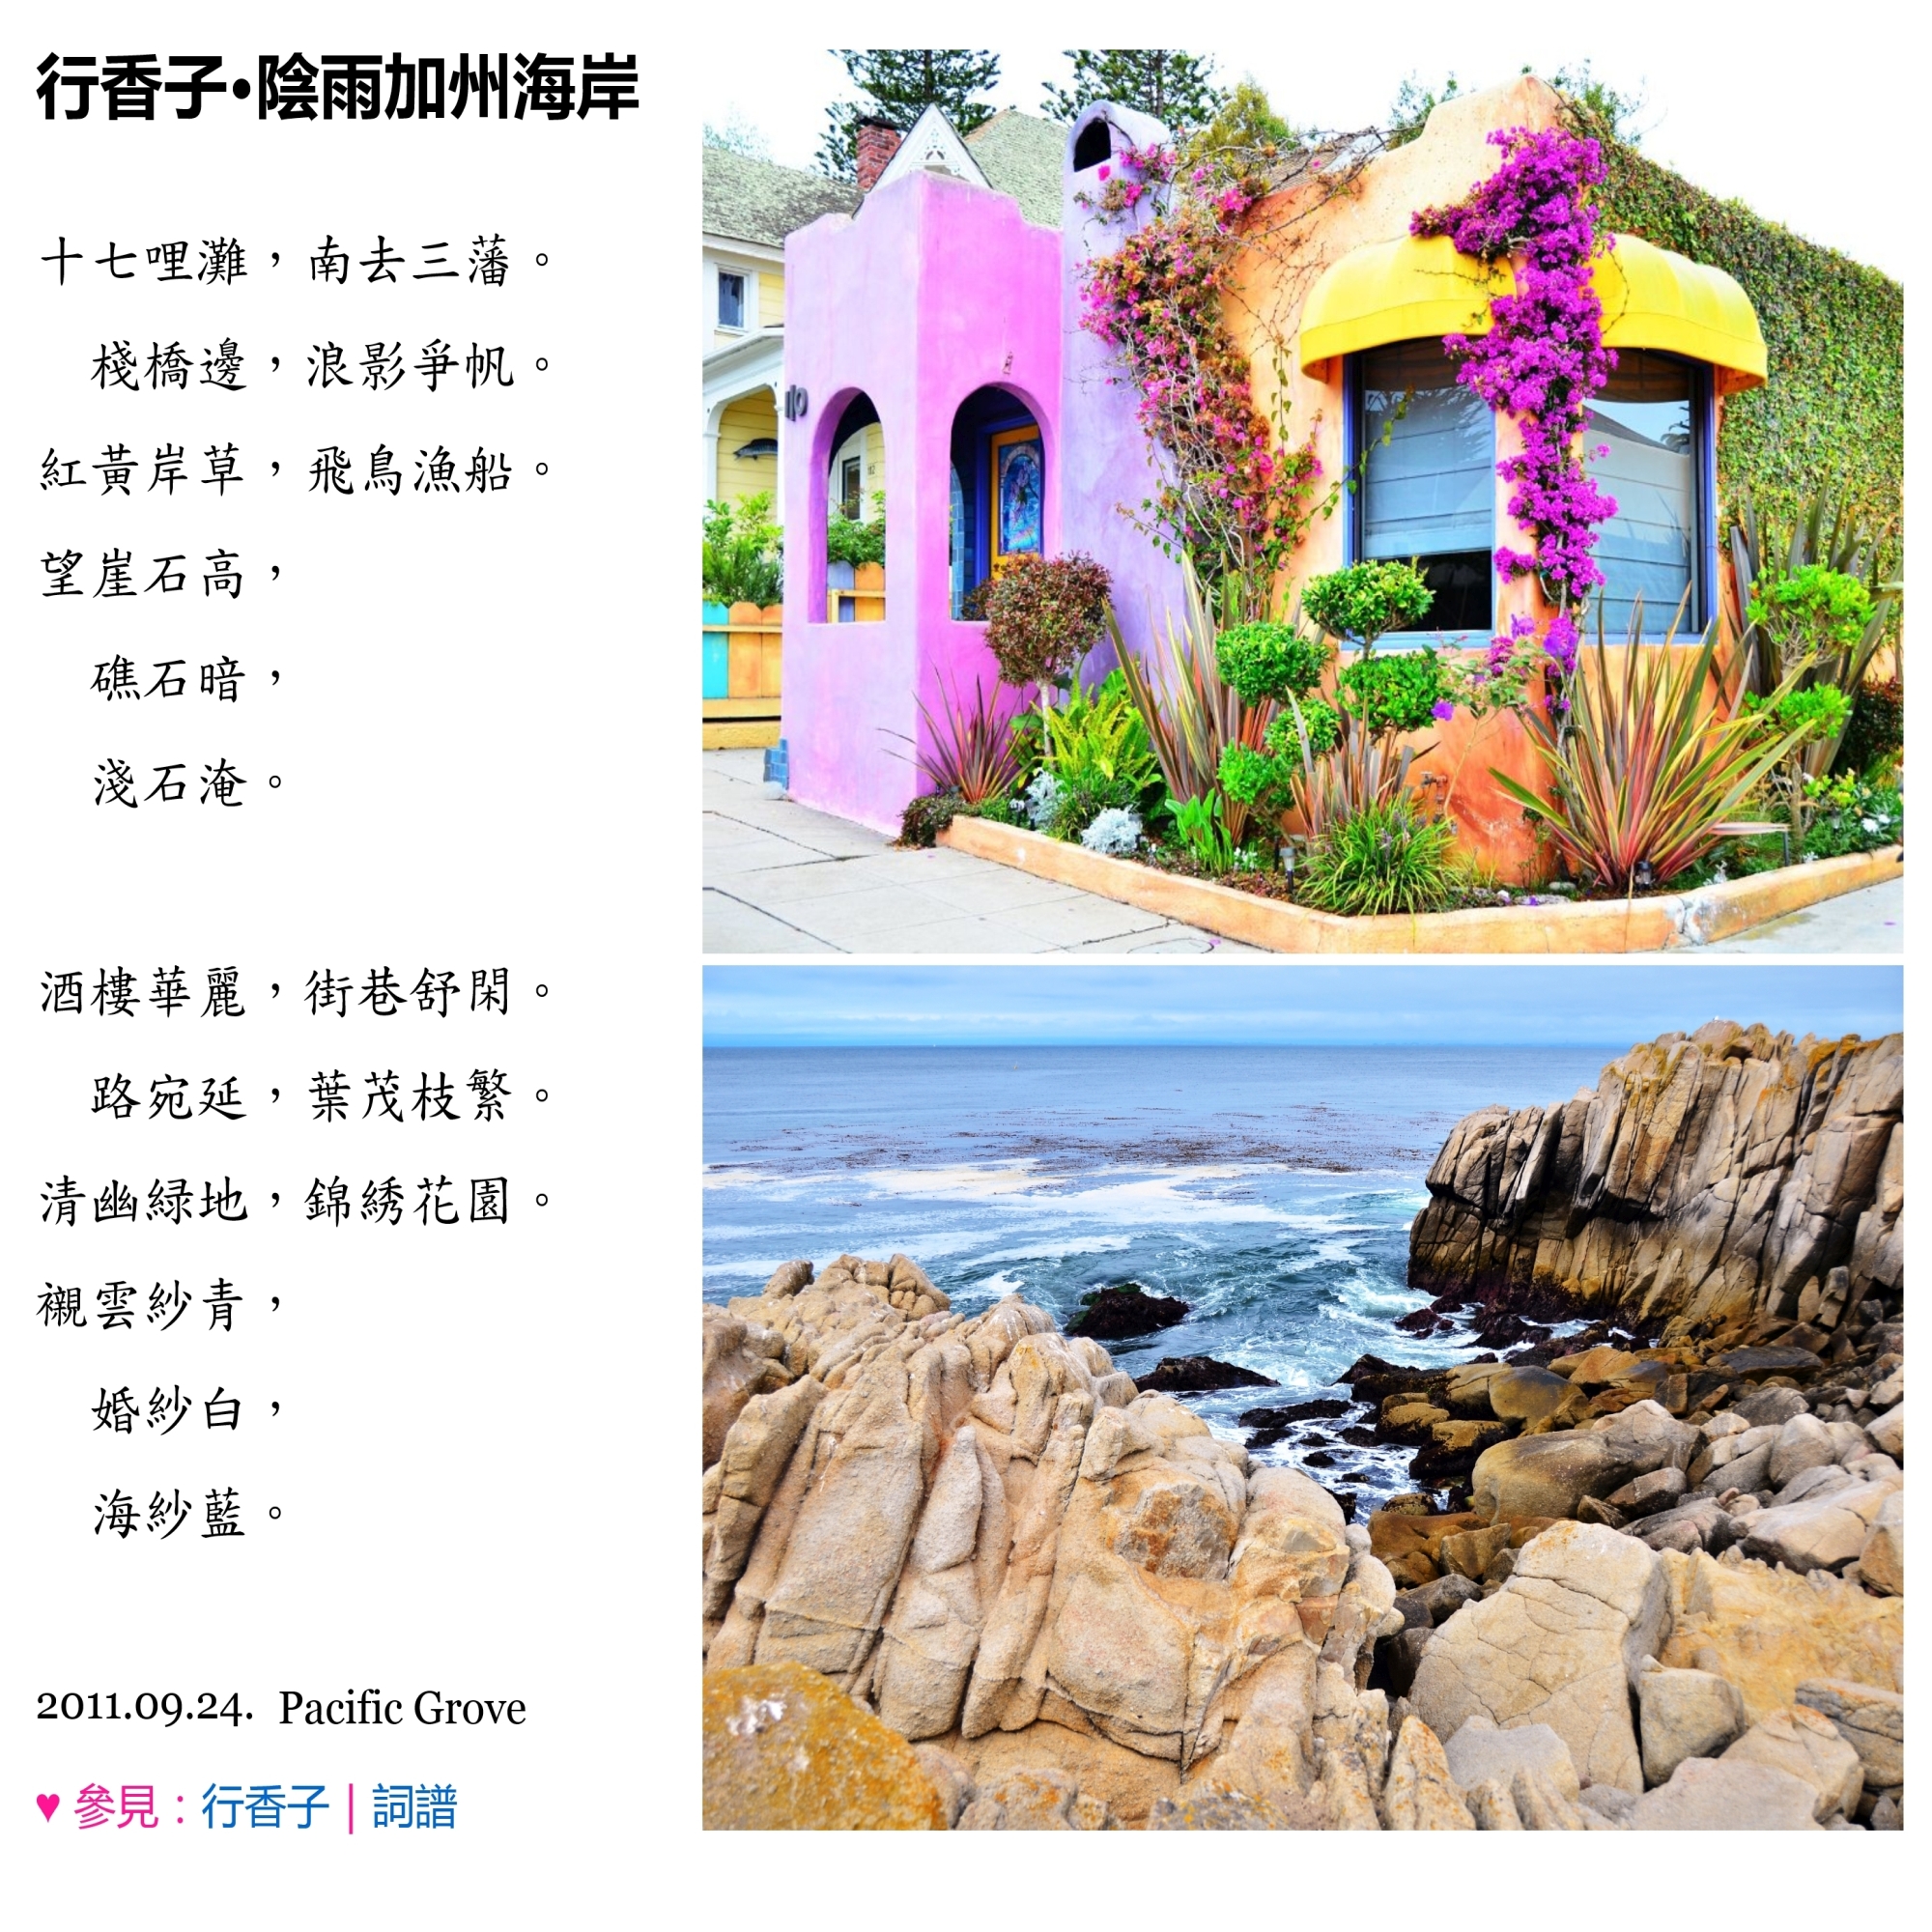 行香子•陰雨加州海岸
十七哩灘，南去三藩。
棧橋邊，浪影爭帆。
紅黃岸草，飛鳥漁船。
望崖石高，
礁石暗，
淺石淹。
酒樓華麗，街巷舒閑。
路宛延，葉茂枝繁。
清幽緑地，錦綉花園。
襯雲紗青，
婚紗白，
海紗藍。
2011.09.24. Pacific Grove
♥ 參見：行香子 | 詞譜